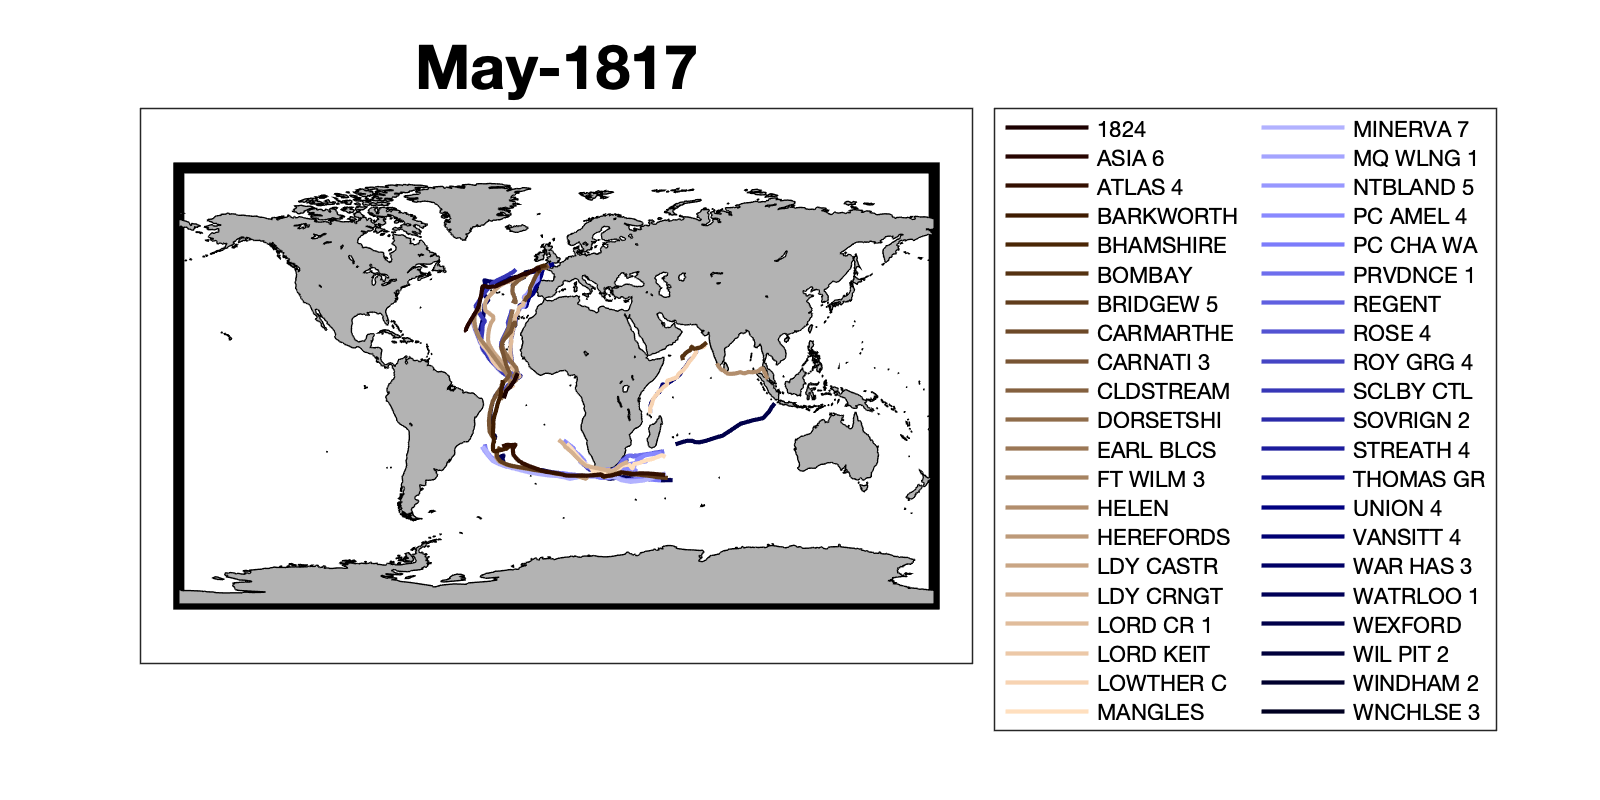 May-1817
1824
ASIA 6
ATLAS 4
BARKWORTH
BHAMSHIRE
BOMBAY
BRIDGEW 5
CARMARTHE
CARNATI 3
CLDSTREAM
DORSETSHI
EARL BLCS
FT WILM 3
HELEN
HEREFORDS
LDY CASTR
LDY CRNGT
LORD CR 1
LORD KEIT
LOWTHER C
MANGLES
MINERVA 7
MQ WLNG 1
NTBLAND 5
PC AMEL 4
PC CHA WA
PRVDNCE 1
REGENT
ROSE 4
ROY GRG 4
SCLBY CTL
SOVRIGN 2
STREATH 4
THOMAS GR
UNION 4
VANSITT 4
WAR HAS 3
WATRLOO 1
WEXFORD
WIL PIT 2
WINDHAM 2
WNCHLSE 3